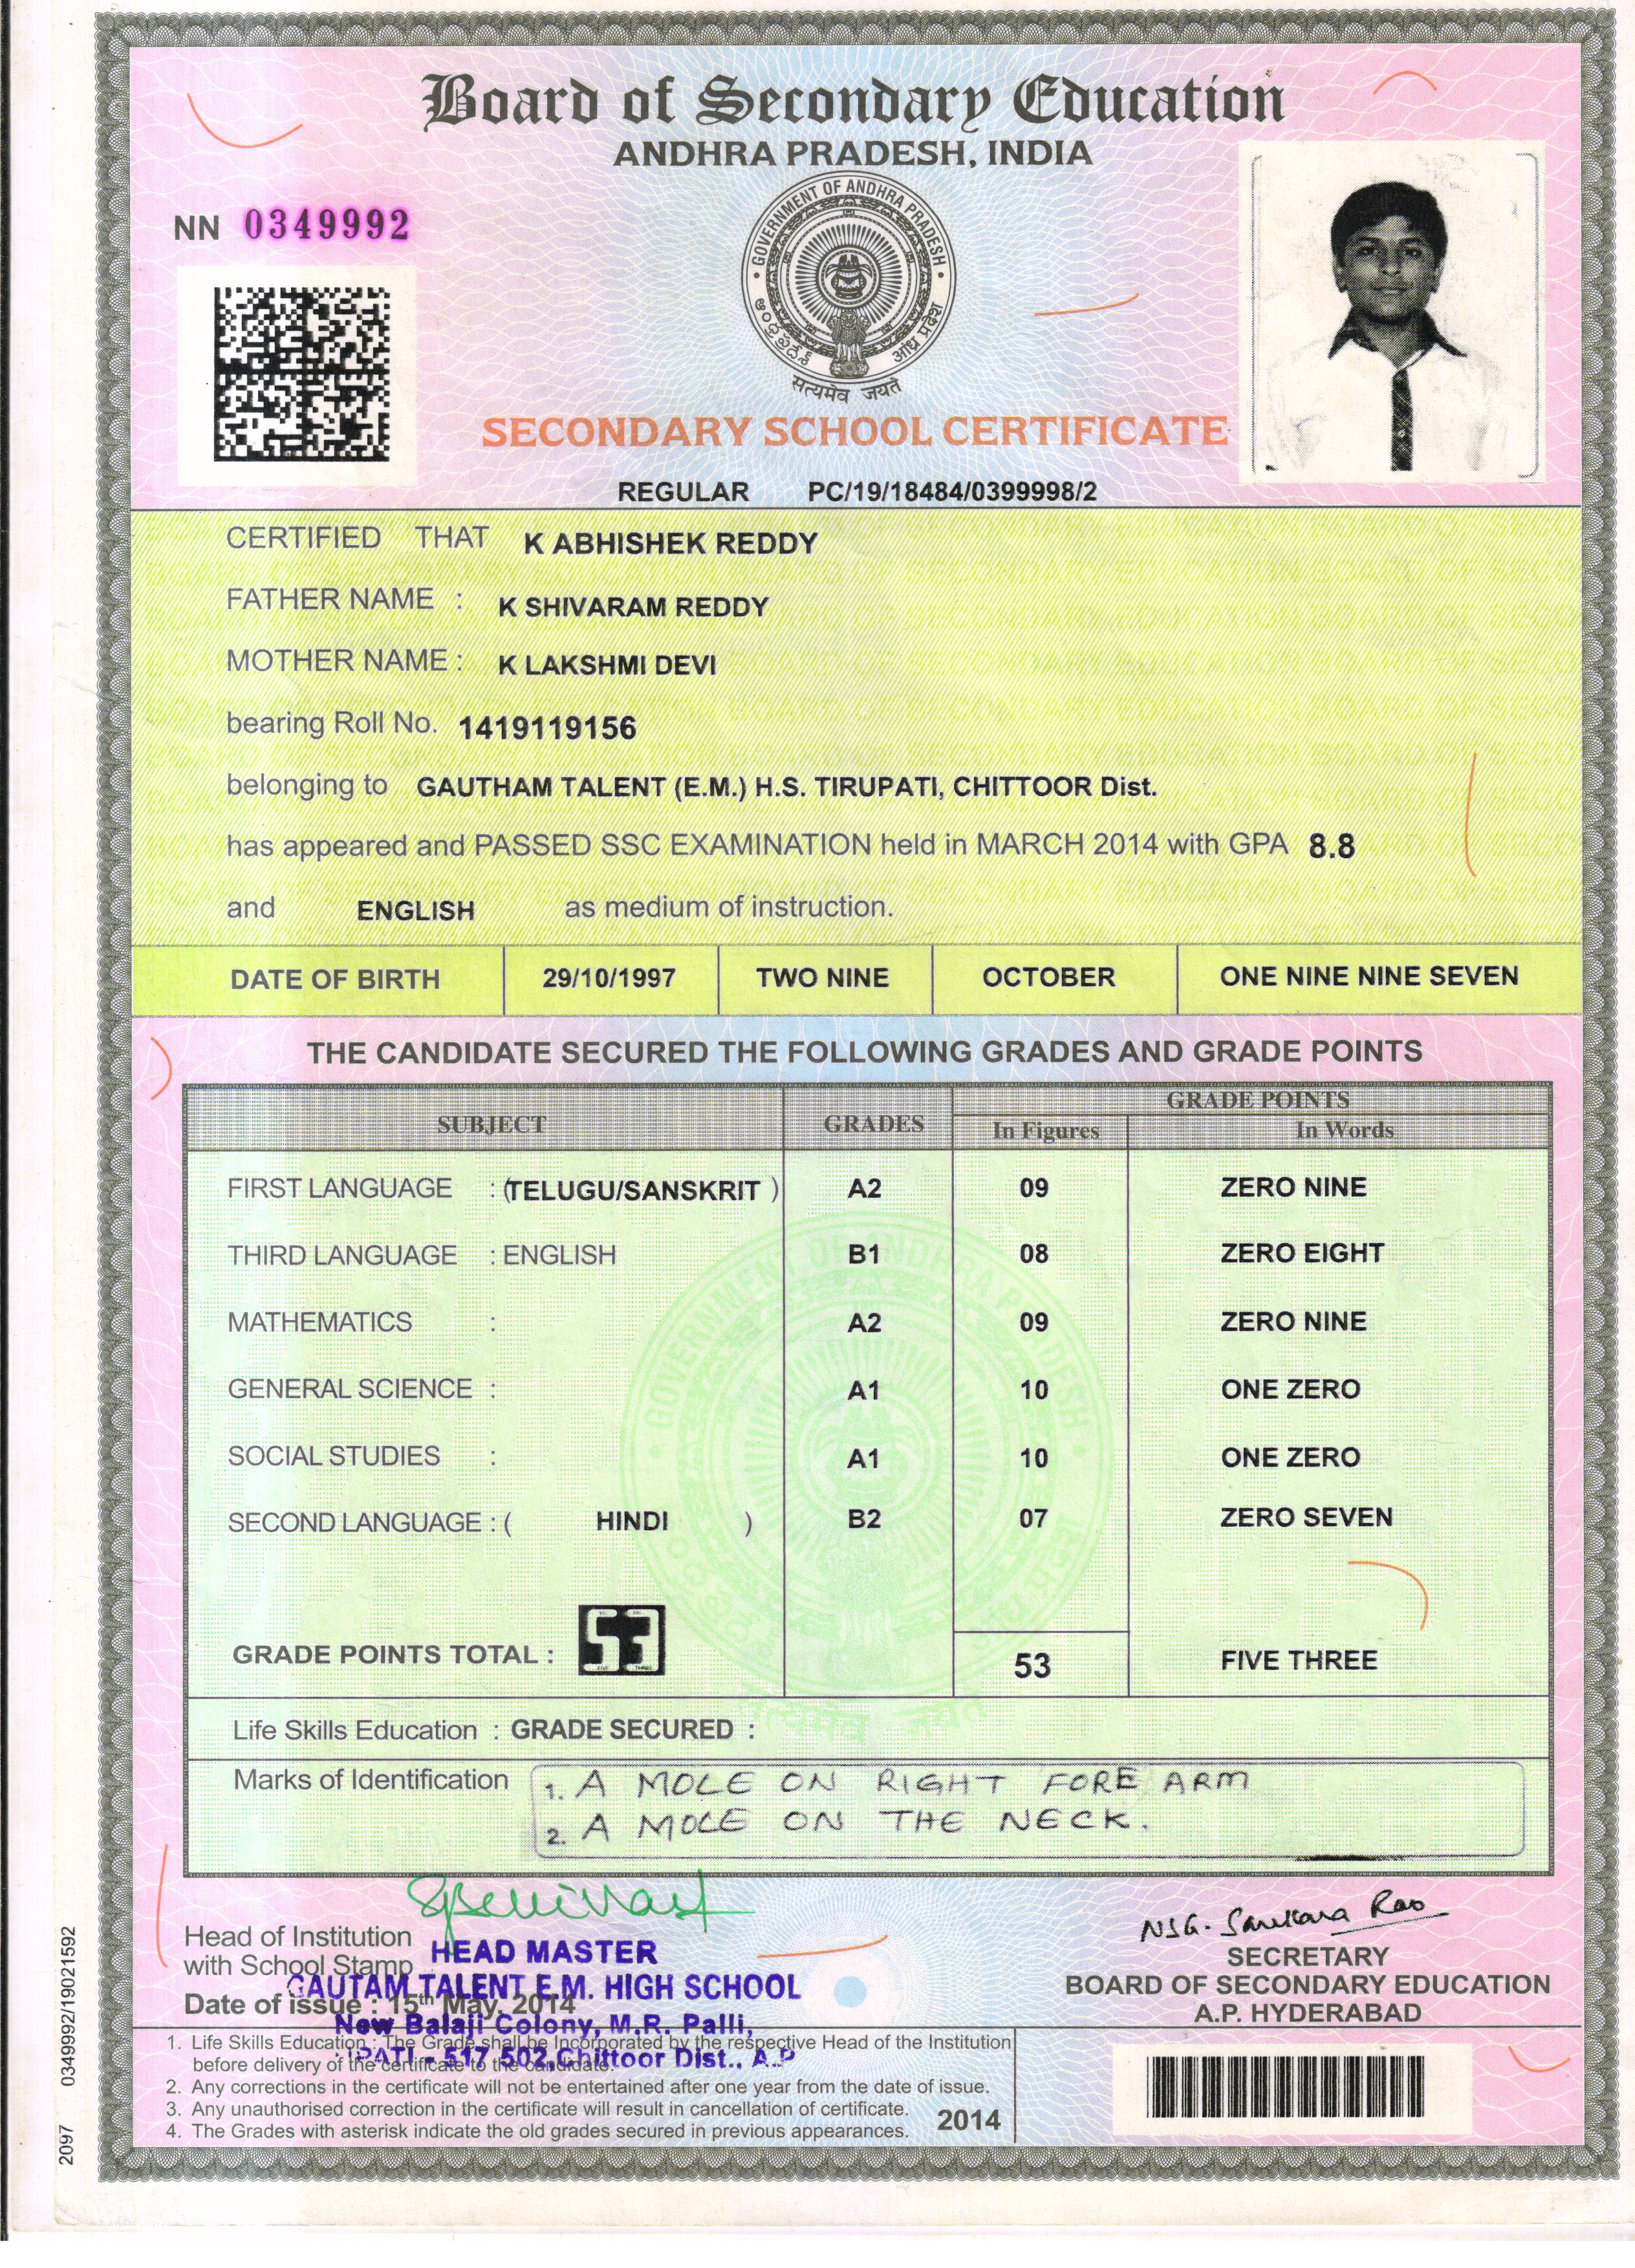 Board of Secondary Education
ANDHRA PRADESH, INDIA
NN 0349992
GOVERNMENT OF ANDHRA PRADESH
ఆంధ్రప్రదేశ్
आंध्र प्रदेश
सत्यमेव जयते
SECONDARY SCHOOL CERTIFICATE
REGULAR PC/19/18484/0399998/2
CERTIFIED THAT K ABHISHEK REDDY
FATHER NAME : K SHIVARAM REDDY
MOTHER NAME : K LAKSHMI DEVI
bearing Roll No. 1419119156
belonging to GAUTHAM TALENT (E.M.) H.S. TIRUPATI, CHITTOOR Dist.
has appeared and PASSED SSC EXAMINATION held in MARCH 2014 with GPA 8.8
and ENGLISH as medium of instruction.
DATE OF BIRTH 29/10/1997 TWO NINE OCTOBER ONE NINE NINE SEVEN
THE CANDIDATE SECURED THE FOLLOWING GRADES AND GRADE POINTS
SUBJECT GRADES GRADE POINTS
In Figures In Words
FIRST LANGUAGE : (TELUGU/SANSKRIT ) A2 09 ZERO NINE
THIRD LANGUAGE : ENGLISH B1 08 ZERO EIGHT
MATHEMATICS : A2 09 ZERO NINE
GENERAL SCIENCE : A1 10 ONE ZERO
SOCIAL STUDIES : A1 10 ONE ZERO
SECOND LANGUAGE : ( HINDI ) B2 07 ZERO SEVEN
GRADE POINTS TOTAL : 53 53 FIVE THREE
Life Skills Education : GRADE SECURED :
Marks of Identification 1. A MOLE ON RIGHT FORE ARM
2. A MOLE ON THE NECK.
Head of Institution
with School Stamp
HEAD MASTER
GAUTAM TALENT E.M. HIGH SCHOOL
Date of issue : 15th May, 2014
New Balaji Colony, M.R. Palli,
IPATI - 517 502, Chittoor Dist., A.P
NSG. Sankara Rao
SECRETARY
BOARD OF SECONDARY EDUCATION
A.P. HYDERABAD
1. Life Skills Education : The Grade shall be Incorporated by the respective Head of the Institution
before delivery of the certificate to the candidate.
2. Any corrections in the certificate will not be entertained after one year from the date of issue.
3. Any unauthorised correction in the certificate will result in cancellation of certificate.
4. The Grades with asterisk indicate the old grades secured in previous appearances.
2014
2097 0349992/19021592